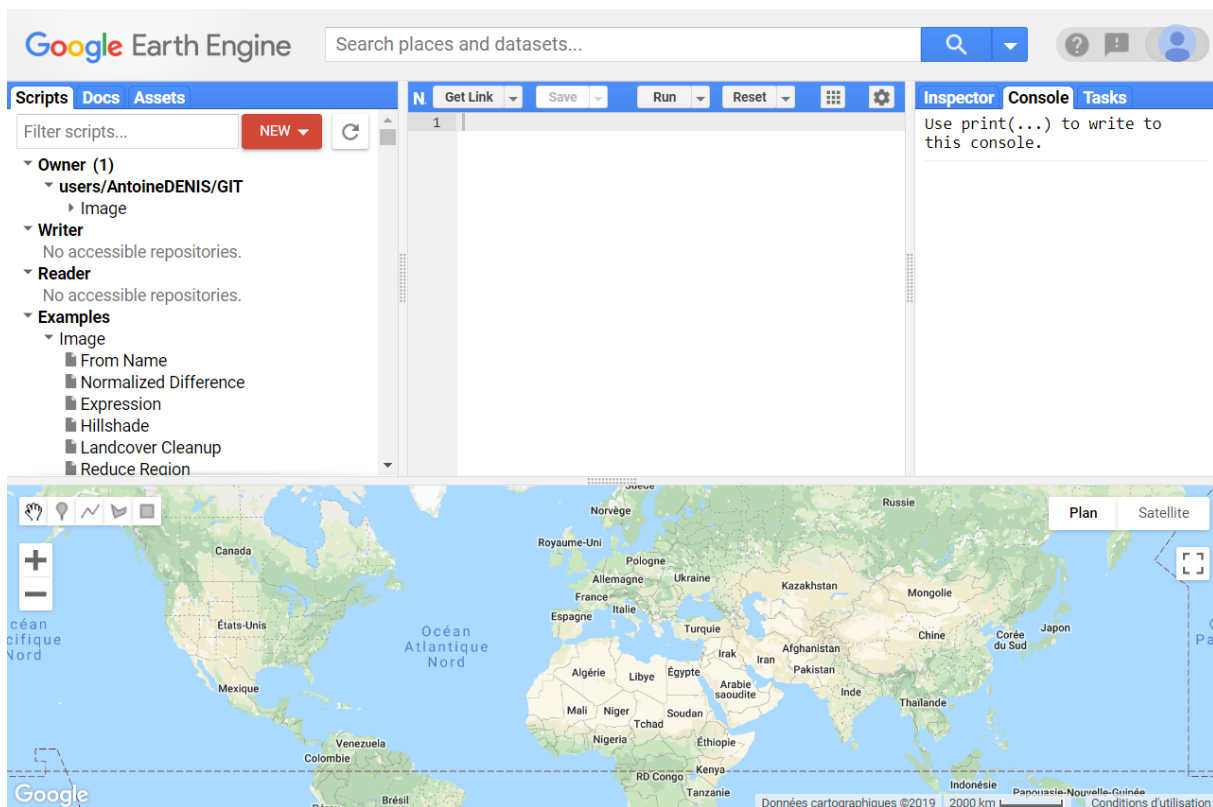 Google Earth Engine
Search places and datasets...
Scripts Docs Assets
Filter scripts...
NEW
Owner (1)
users/AntoineDENIS/GIT
Image
Writer
No accessible repositories.
Reader
No accessible repositories.
Examples
Image
From Name
Normalized Difference
Expression
Hillshade
Landcover Cleanup
Reduce Region
N. Get Link Save Run Reset
1
Inspector Console Tasks
Use print(...) to write to
this console.
Plan Satellite
Russie
Norvège
Royaume-Uni
Canada
Pologne
Allemagne Ukraine
Kazakhstan
Mongolie
France
Italie
Espagne
États-Unis
Océan
Atlantique
Nord
Turquie
Chine
Corée
du Sud
Japon
Afghanistan
Irak
Iran
Pakistan
Algérie
Libye
Égypte
Arabie
saoudite
Inde
Thaïlande
Mexique
Mali
Niger
Tchad
Soudan
Nigeria
Éthiopie
Venezuela
Colombie
RD Congo
Kenya
Tanzanie
Indonésie
Papouasie-Nouvelle-Guinée
Brésil
Google
Données cartographiques ©2019 2000 km Conditions d'utilisation